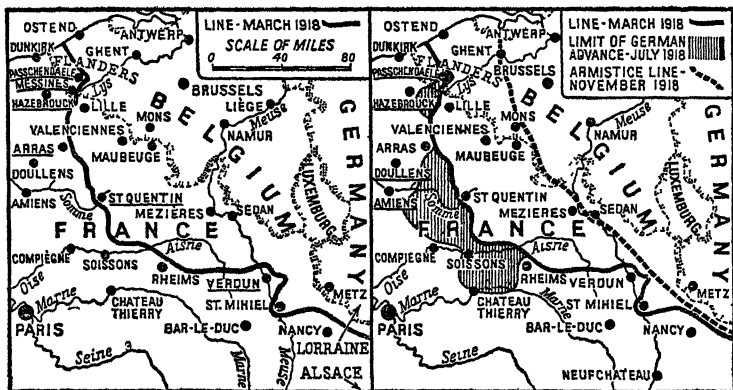 OSTEND
ANTWERP
LINE-MARCH 1918
SCALE OF MILES
0 40 80
DUNKIRK
GHENT
FLANDERS
PASSCHENDAELE
MESSINES
Lys
BRUSSELS
HAZEBROUCK
LILLE
LIÈGE
BELGIUM
MONS
Meuse
VALENCIENNES
NAMUR
ARRAS
MAUBEUGE
DOULLENS
GERMANY
LUXEMBURG
AMIENS
Somme
ST QUENTIN
MEZIÈRES
SEDAN
FRANCE
COMPIÈGNE
Aisne
SOISSONS
Oise
RHEIMS
VERDUN
METZ
Marne
CHATEAU
THIERRY
ST. MIHIEL
PARIS
BAR-LE-DUC
NANCY
Seine
Marne
Meuse
LORRAINE
ALSACE
OSTEND
ANTWERP
LINE-MARCH 1918
LIMIT OF GERMAN
ADVANCE-JULY 1918
ARMISTICE LINE-
NOVEMBER 1918
DUNKIRK
GHENT
FLANDERS
PASSCHENDAELE
MESSINES
Lys
BRUSSELS
HAZEBROUCK
LILLE
BELGIUM
MONS
Meuse
VALENCIENNES
NAMUR
ARRAS
MAUBEUGE
DOULLENS
GERMANY
LUXEMBURG
AMIENS
Somme
ST QUENTIN
MEZIÈRES
SEDAN
FRANCE
COMPIÈGNE
Aisne
SOISSONS
Oise
RHEIMS
VERDUN
METZ
Marne
CHATEAU
THIERRY
ST. MIHIEL
PARIS
BAR-LE-DUC
NANCY
Seine
NEUFCHATEAU